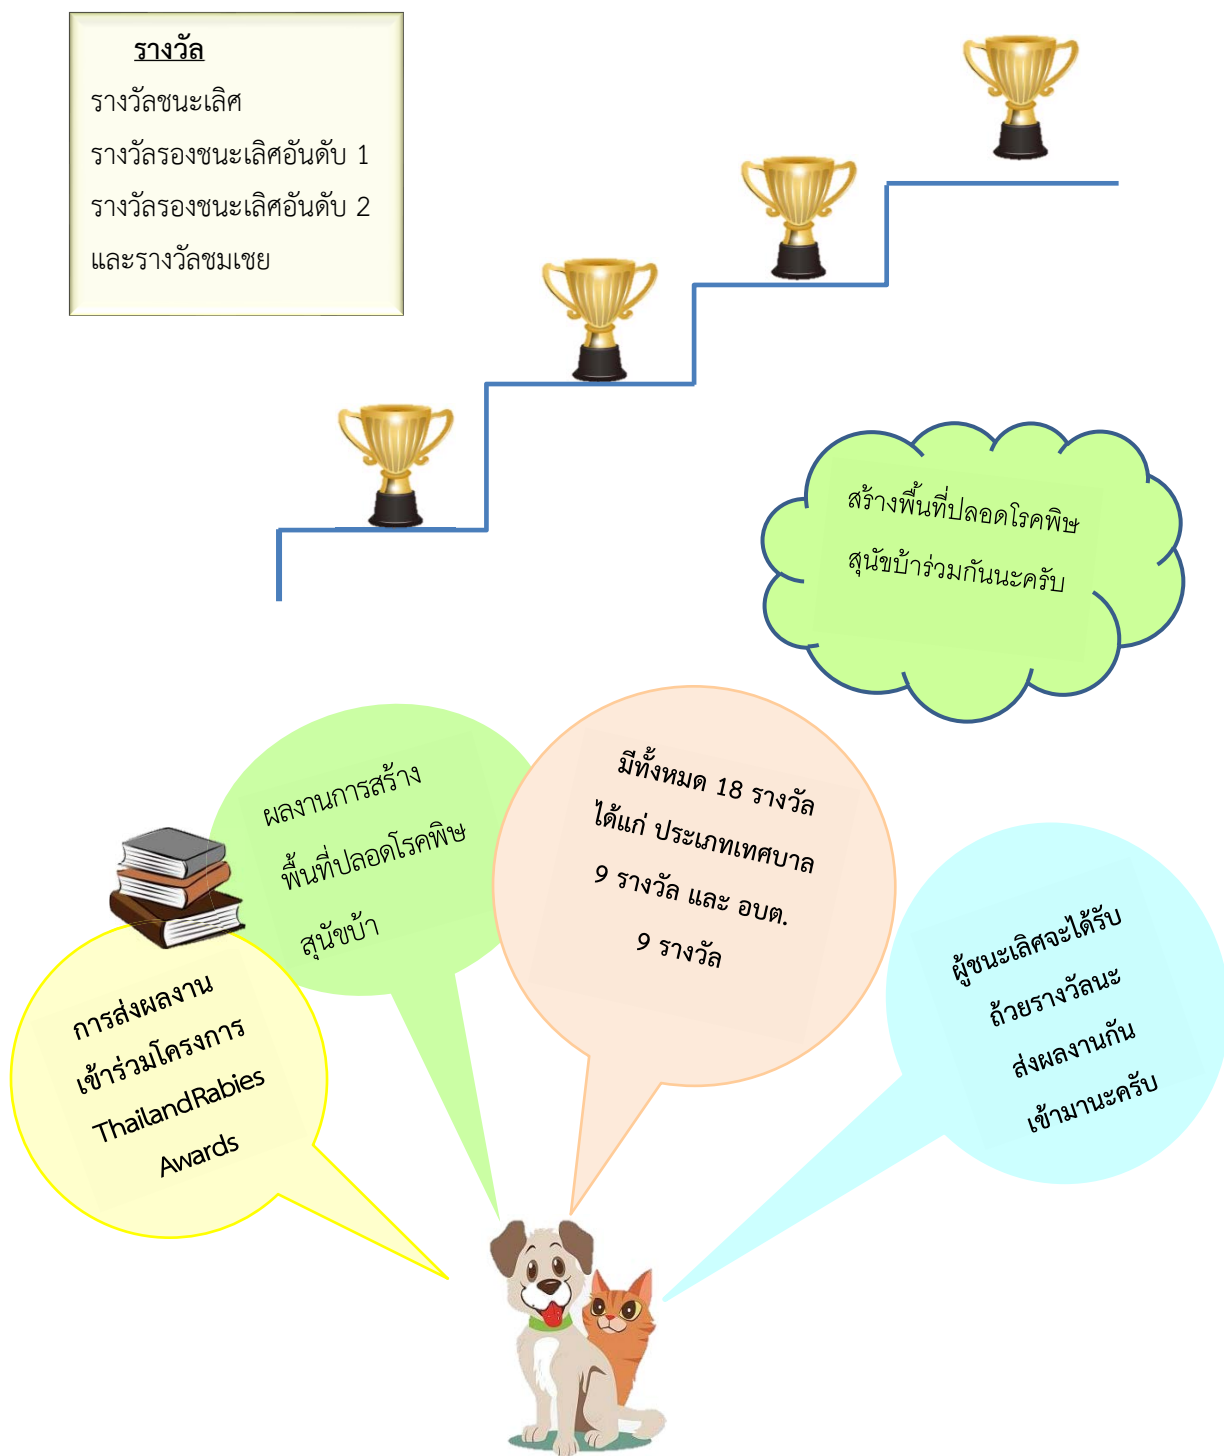 รางวัล
รางวัลชนะเลิศ
รางวัลรองชนะเลิศอันดับ 1
รางวัลรองชนะเลิศอันดับ 2
และรางวัลชมเชย
สร้างพื้นที่ปลอดโรคพิษ
สุนัขบ้าร่วมกันนะครับ
ผลงานการสร้าง
พื้นที่ปลอดโรคพิษ
สุนัขบ้า
มีทั้งหมด 18 รางวัล
ได้แก่ ประเภทเทศบาล
9 รางวัล และ อบต.
9 รางวัล
การส่งผลงาน
เข้าร่วมโครงการ
ThailandRabies
Awards
ผู้ชนะเลิศจะได้รับ
ถ้วยรางวัลนะ
ส่งผลงานกัน
เข้ามานะครับ